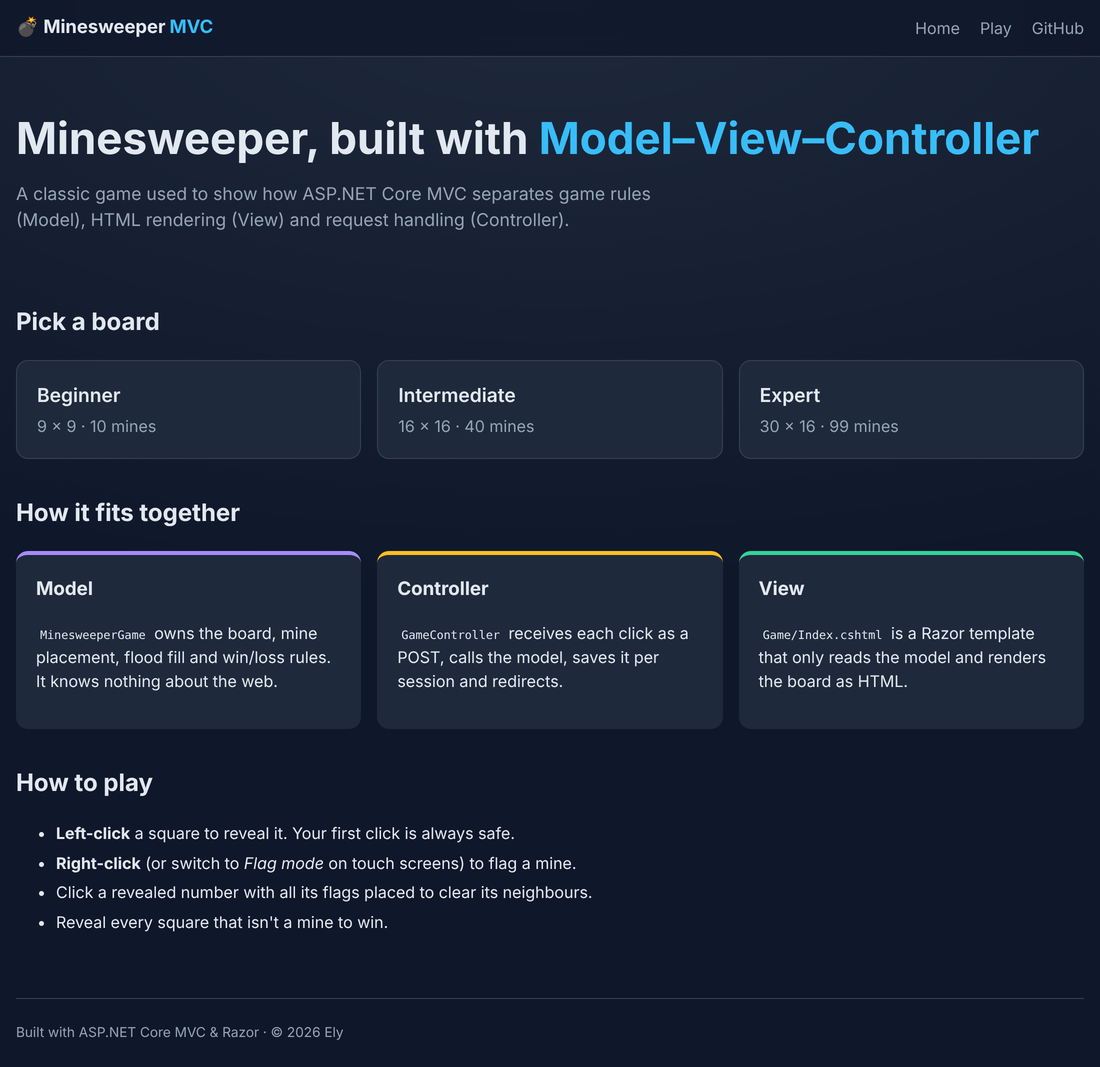 💣 Minesweeper MVC
Home Play GitHub
Minesweeper, built with Model–View–Controller
A classic game used to show how ASP.NET Core MVC separates game rules
(Model), HTML rendering (View) and request handling (Controller).
Pick a board
Beginner
9 × 9 · 10 mines
Intermediate
16 × 16 · 40 mines
Expert
30 × 16 · 99 mines
How it fits together
Model
MinesweeperGame owns the board, mine
placement, flood fill and win/loss rules.
It knows nothing about the web.
Controller
GameController receives each click as a
POST, calls the model, saves it per
session and redirects.
View
Game/Index.cshtml is a Razor template
that only reads the model and renders
the board as HTML.
How to play
• Left-click a square to reveal it. Your first click is always safe.
• Right-click (or switch to Flag mode on touch screens) to flag a mine.
• Click a revealed number with all its flags placed to clear its neighbours.
• Reveal every square that isn't a mine to win.
Built with ASP.NET Core MVC & Razor · © 2026 Ely